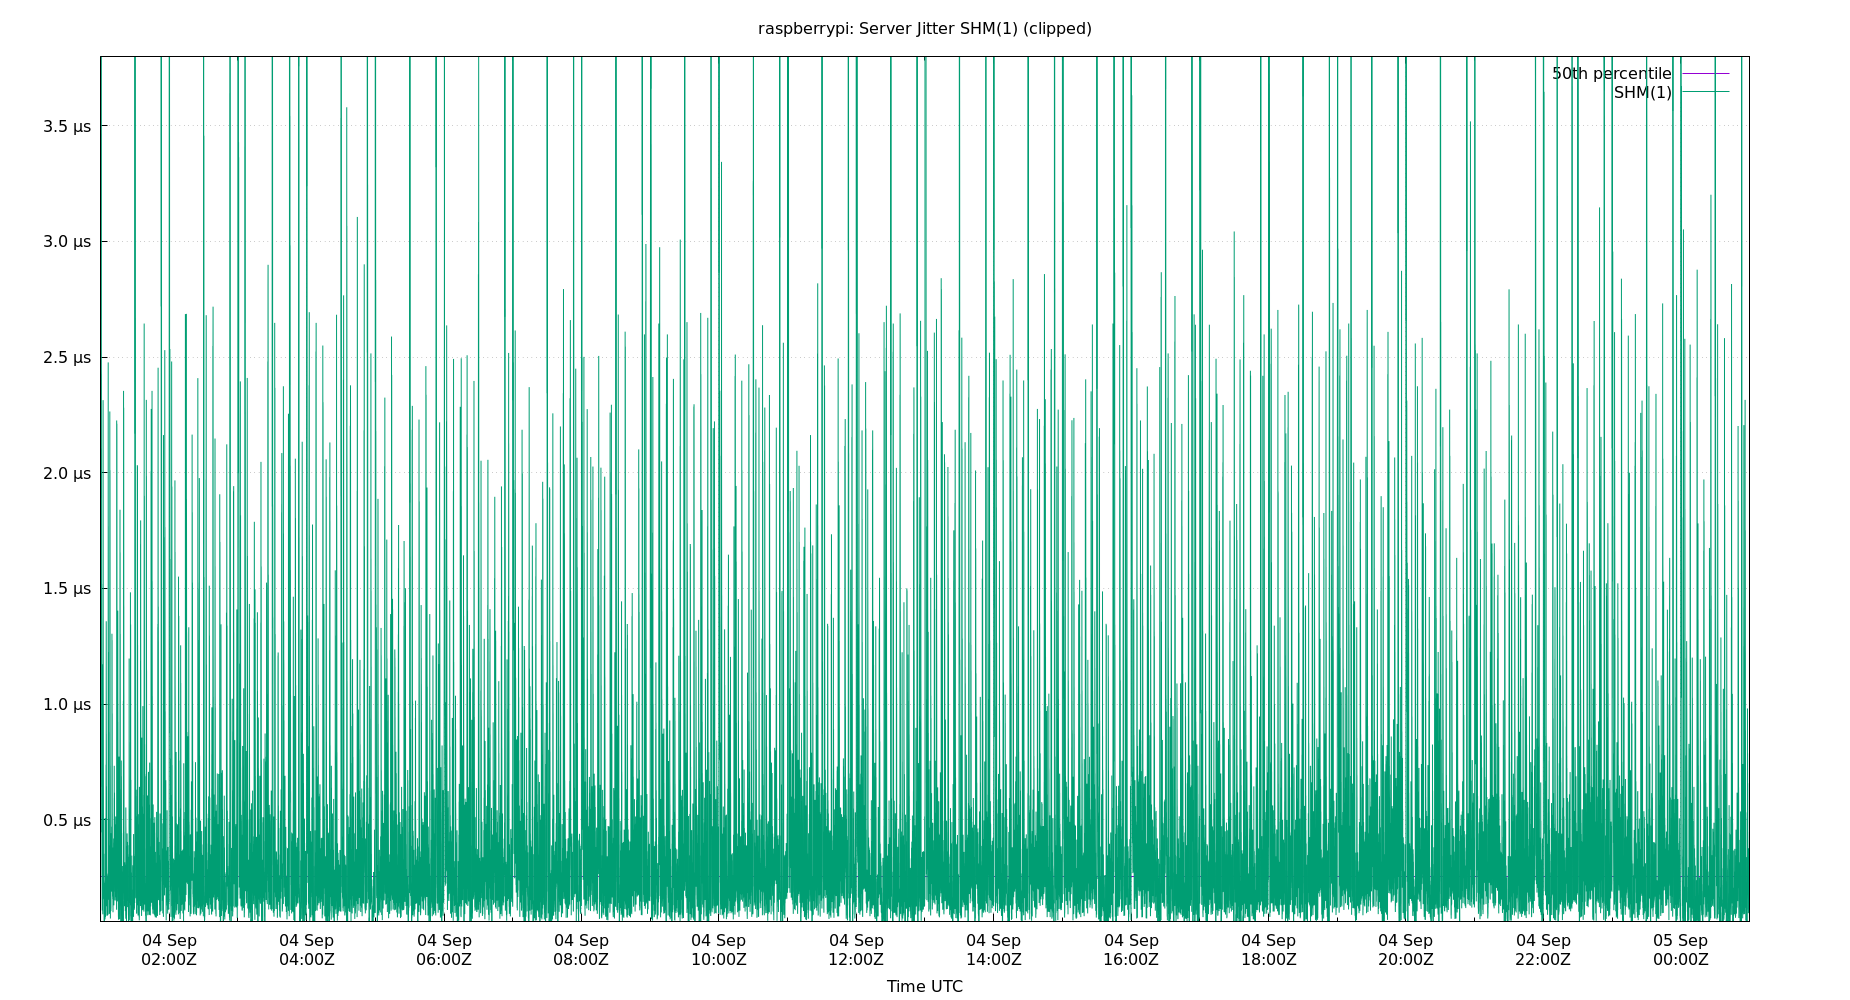 raspberrypi: Server Jitter SHM(1) (clipped)
50th percentile
SHM(1)
3.5 µs
3.0 µs
2.5 µs
2.0 µs
1.5 µs
1.0 µs
0.5 µs
04 Sep 04 Sep 04 Sep 04 Sep 04 Sep 04 Sep 04 Sep 04 Sep 04 Sep 04 Sep 04 Sep 05 Sep
02:00Z 04:00Z 06:00Z 08:00Z 10:00Z 12:00Z 14:00Z 16:00Z 18:00Z 20:00Z 22:00Z 00:00Z
Time UTC